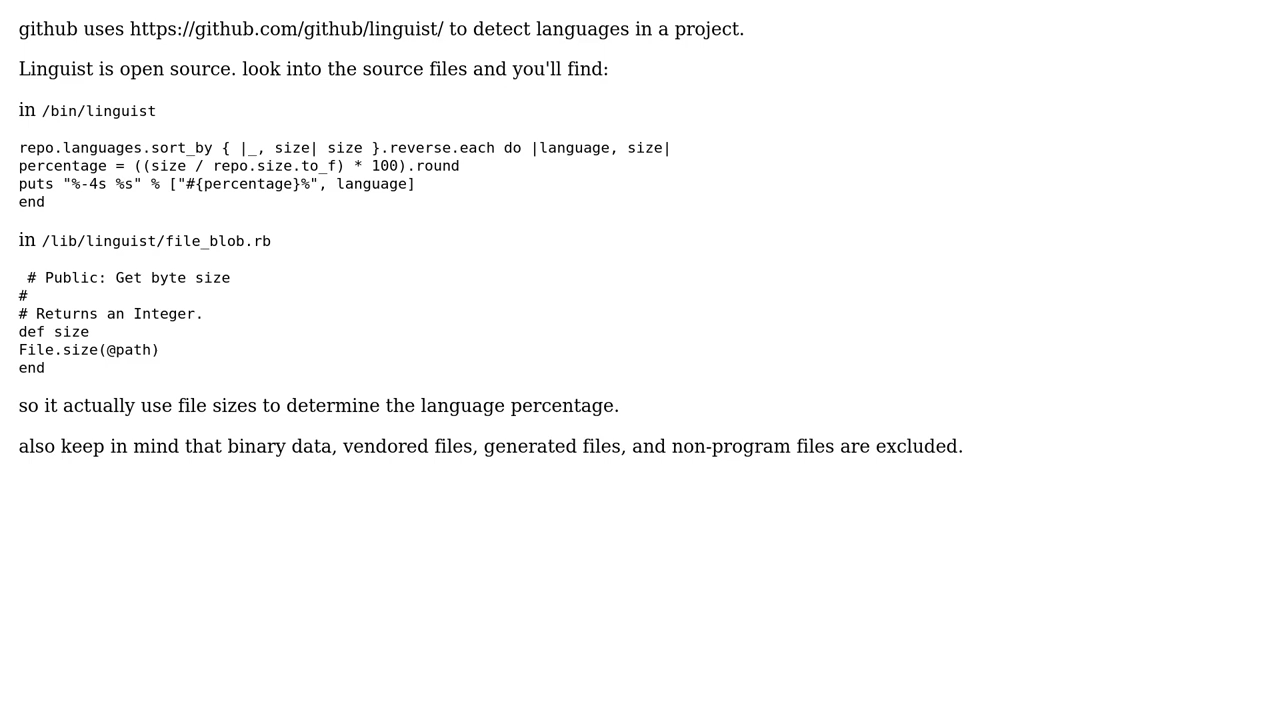 github uses https://github.com/github/linguist/ to detect languages in a project.
Linguist is open source. look into the source files and you'll find:
in /bin/linguist
repo.languages.sort_by { |_, size| size }.reverse.each do |language, size|
percentage = ((size / repo.size.to_f) * 100).round
puts "%-4s %s" % ["#{percentage}%", language]
end
in /lib/linguist/file_blob.rb
 # Public: Get byte size
#
# Returns an Integer.
def size
File.size(@path)
end
so it actually use file sizes to determine the language percentage.
also keep in mind that binary data, vendored files, generated files, and non-program files are excluded.